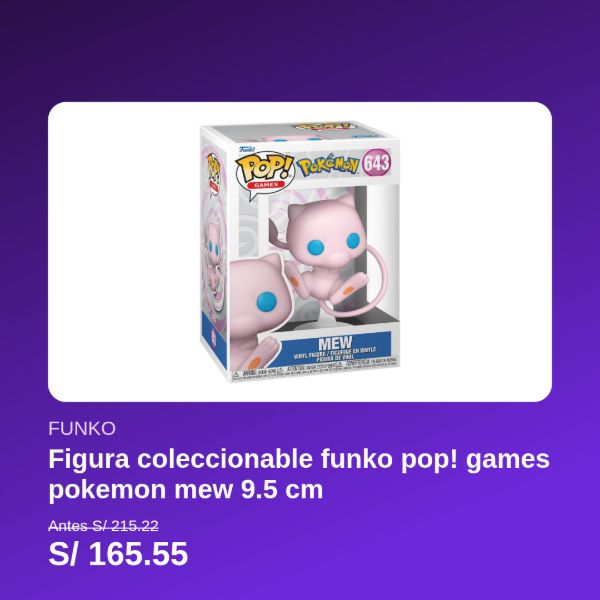 Funko
POP!
GAMES
POKÉMON
643
MEW
VINYL FIGURE / FIGURINE EN VINYLE
FIGURA DE VINIL
FUNKO
Figura coleccionable funko pop! games
pokemon mew 9.5 cm
Antes S/ 215.22
S/ 165.55